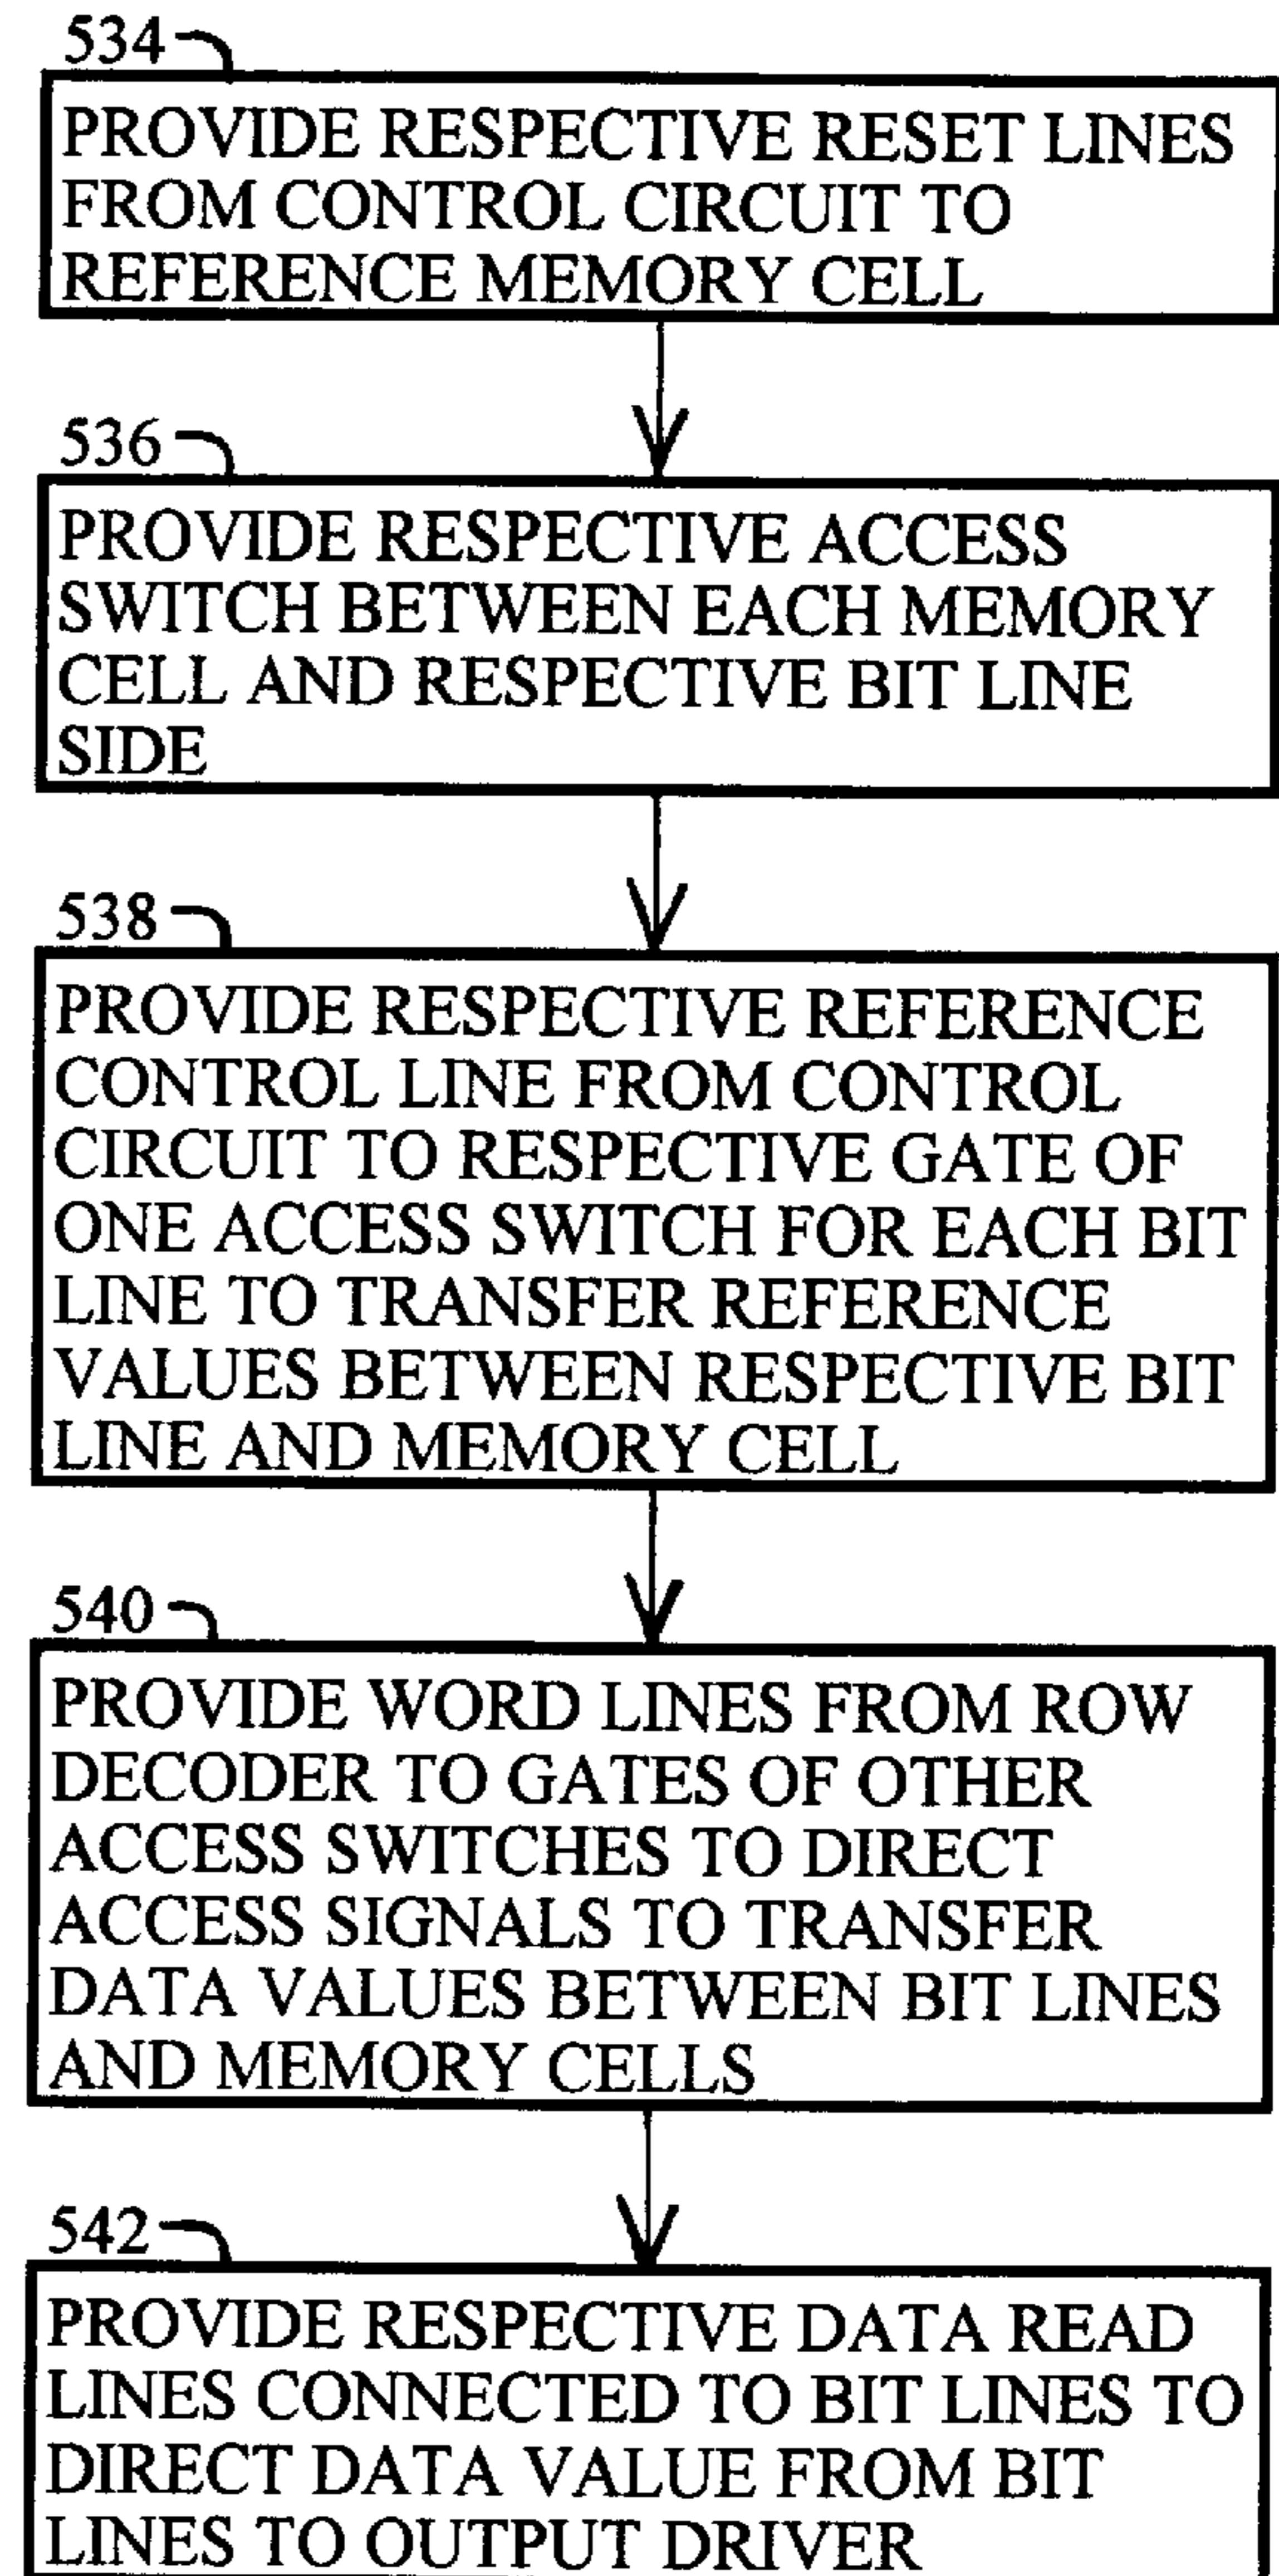 534
PROVIDE RESPECTIVE RESET LINES
FROM CONTROL CIRCUIT TO
REFERENCE MEMORY CELL
536
PROVIDE RESPECTIVE ACCESS
SWITCH BETWEEN EACH MEMORY
CELL AND RESPECTIVE BIT LINE
SIDE
538
PROVIDE RESPECTIVE REFERENCE
CONTROL LINE FROM CONTROL
CIRCUIT TO RESPECTIVE GATE OF
ONE ACCESS SWITCH FOR EACH BIT
LINE TO TRANSFER REFERENCE
VALUES BETWEEN RESPECTIVE BIT
LINE AND MEMORY CELL
540
PROVIDE WORD LINES FROM ROW
DECODER TO GATES OF OTHER
ACCESS SWITCHES TO DIRECT
ACCESS SIGNALS TO TRANSFER
DATA VALUES BETWEEN BIT LINES
AND MEMORY CELLS
542
PROVIDE RESPECTIVE DATA READ
LINES CONNECTED TO BIT LINES TO
DIRECT DATA VALUE FROM BIT
LINES TO OUTPUT DRIVER